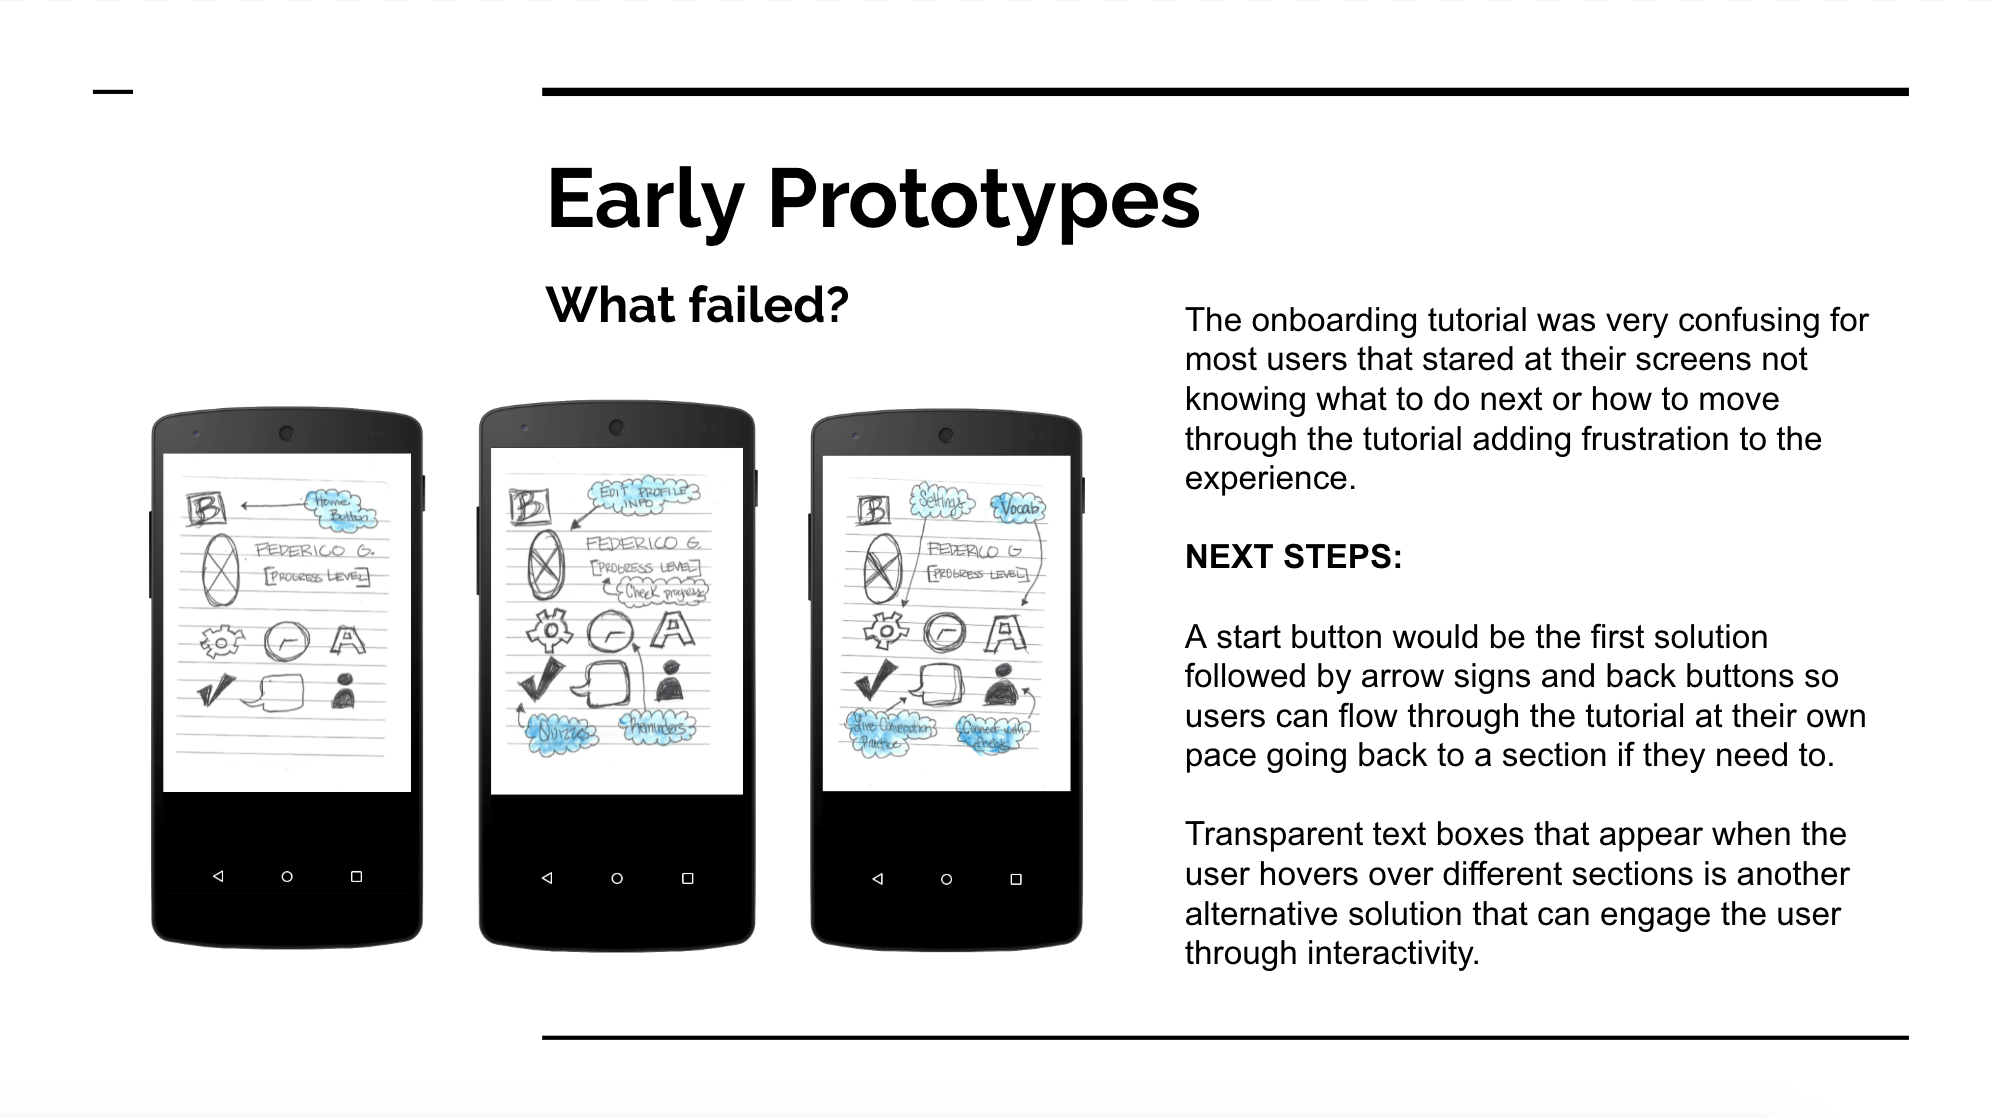 Early Prototypes
What failed?
The onboarding tutorial was very confusing for
most users that stared at their screens not
knowing what to do next or how to move
through the tutorial adding frustration to the
experience.
NEXT STEPS:
A start button would be the first solution
followed by arrow signs and back buttons so
users can flow through the tutorial at their own
pace going back to a section if they need to.
Transparent text boxes that appear when the
user hovers over different sections is another
alternative solution that can engage the user
through interactivity.
B
Home
Button
FEDERICO G.
[PROGRESS LEVEL]
A
B
EDIT PROFILE
INFO
FEDERICO G.
[PROGRESS LEVEL]
Check progress
A
Quizzes
Reminders
B
Settings
Vocab
FEDERICO G
[PROGRESS LEVEL]
A
Live Conversation
Practice
Connect with